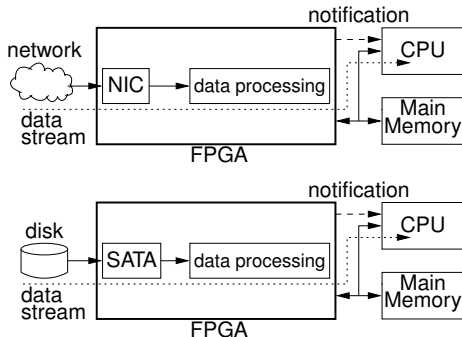 notification
network
CPU
NIC
data processing
data
stream
Main
Memory
FPGA
notification
disk
CPU
SATA
data processing
data
stream
Main
Memory
FPGA